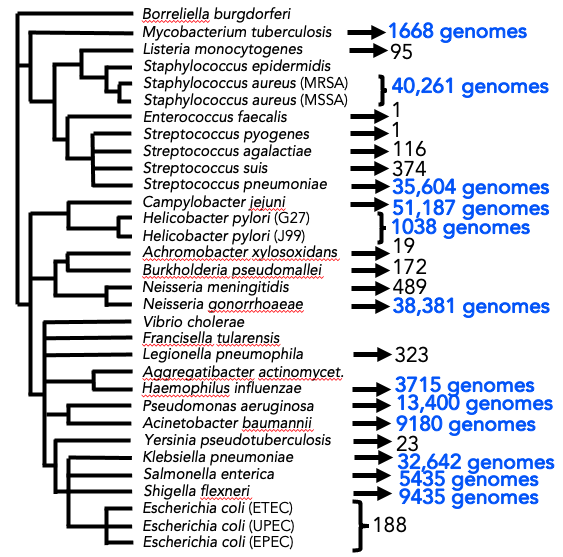 Borreliella burgdorferi
Mycobacterium tuberculosis 1668 genomes
Listeria monocytogenes 95
Staphylococcus epidermidis
Staphylococcus aureus (MRSA)
40,261 genomes
Staphylococcus aureus (MSSA)
Enterococcus faecalis 1
Streptococcus pyogenes 1
Streptococcus agalactiae 116
Streptococcus suis 374
Streptococcus pneumoniae 35,604 genomes
Campylobacter jejuni 51,187 genomes
Helicobacter pylori (G27)
1038 genomes
Helicobacter pylori (J99)
Achromobacter xylosoxidans 19
Burkholderia pseudomallei 172
Neisseria meningitidis 489
Neisseria gonorrhoaeae 38,381 genomes
Vibrio cholerae
Francisella tularensis
Legionella pneumophila 323
Aggregatibacter actinomycet.
Haemophilus influenzae 3715 genomes
Pseudomonas aeruginosa 13,400 genomes
Acinetobacter baumannii 9180 genomes
Yersinia pseudotuberculosis 23
Klebsiella pneumoniae 32,642 genomes
Salmonella enterica 5435 genomes
Shigella flexneri 9435 genomes
Escherichia coli (ETEC)
Escherichia coli (UPEC) 188
Escherichia coli (EPEC)